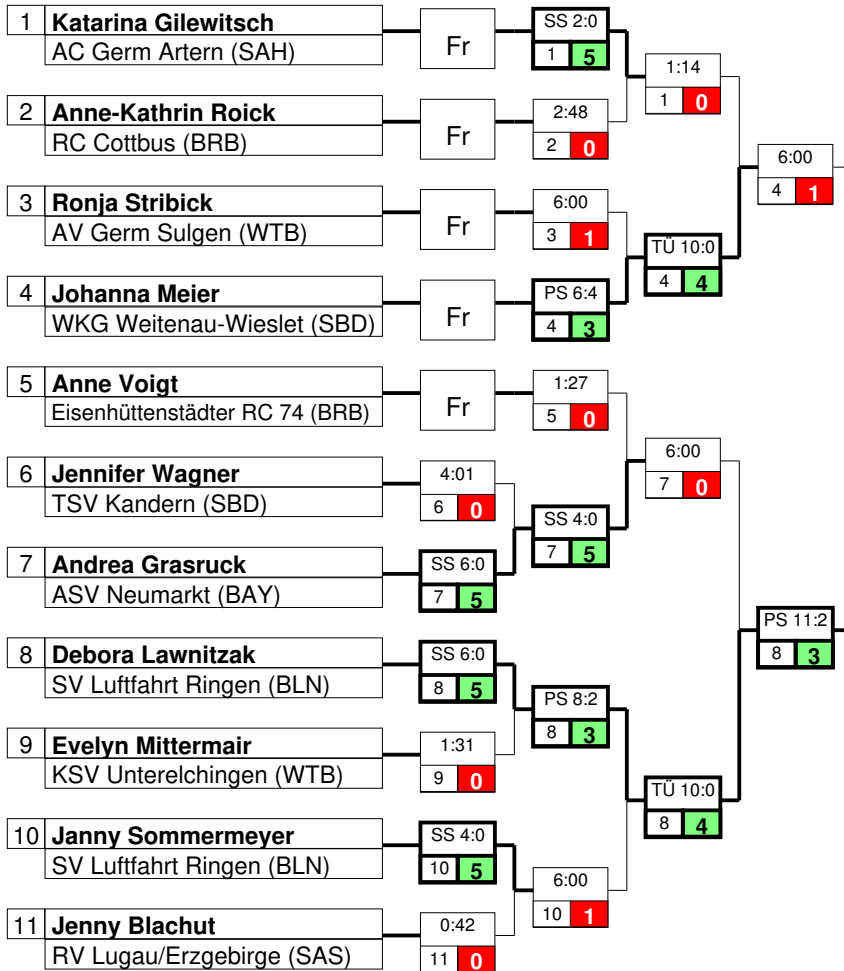 1 Katarina Gilewitsch
AC Germ Artern (SAH)
Fr
SS 2:0
1 5
1:14
1 0
2 Anne-Kathrin Roick
RC Cottbus (BRB)
Fr
2:48
2 0
6:00
4 1
3 Ronja Stribick
AV Germ Sulgen (WTB)
Fr
6:00
3 1
TÜ 10:0
4 4
4 Johanna Meier
WKG Weitenau-Wieslet (SBD)
Fr
PS 6:4
4 3
5 Anne Voigt
Eisenhüttenstädter RC 74 (BRB)
Fr
1:27
5 0
6:00
7 0
6 Jennifer Wagner
TSV Kandern (SBD)
4:01
6 0
SS 4:0
7 5
7 Andrea Grasruck
ASV Neumarkt (BAY)
SS 6:0
7 5
PS 11:2
8 3
8 Debora Lawnitzak
SV Luftfahrt Ringen (BLN)
SS 6:0
8 5
PS 8:2
8 3
9 Evelyn Mittermair
KSV Unterelchingen (WTB)
1:31
9 0
TÜ 10:0
8 4
10 Janny Sommermeyer
SV Luftfahrt Ringen (BLN)
SS 4:0
10 5
6:00
10 1
11 Jenny Blachut
RV Lugau/Erzgebirge (SAS)
0:42
11 0